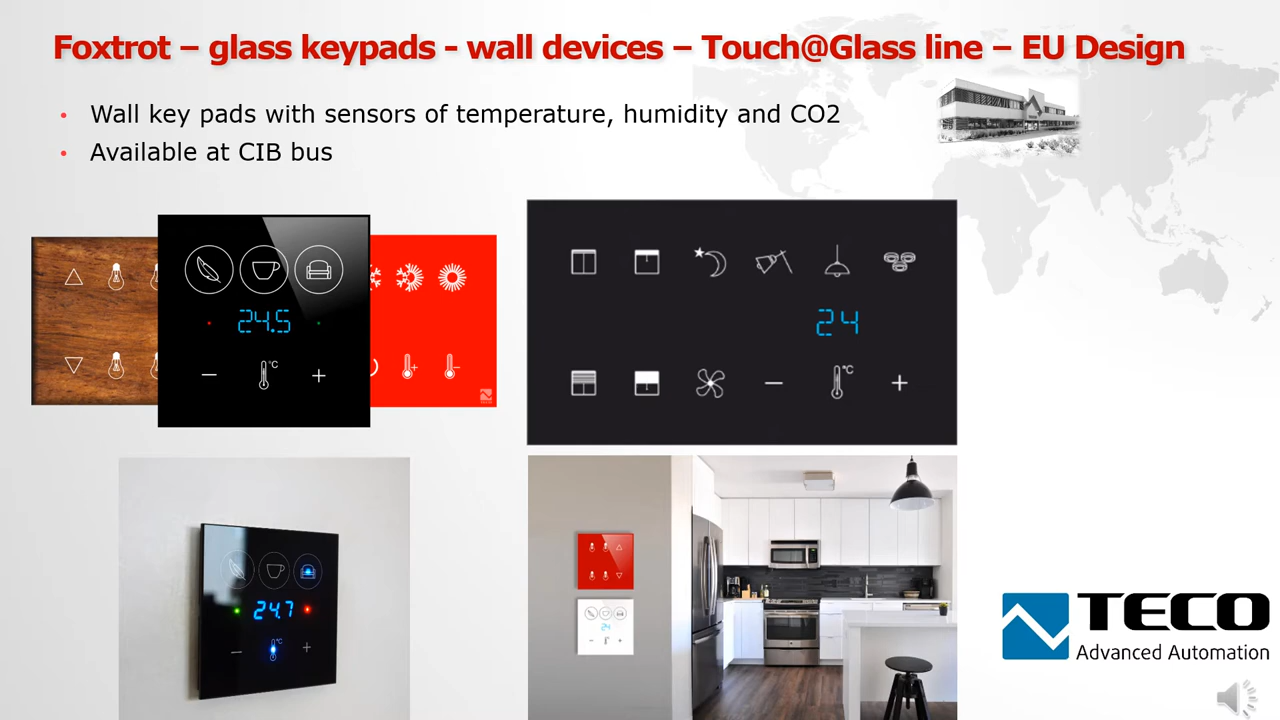 Foxtrot – glass keypads - wall devices – Touch@Glass line – EU Design
• Wall key pads with sensors of temperature, humidity and CO2
• Available at CIB bus
24.5
°C
24
°C
24.7
°C
24
TECO
Advanced Automation